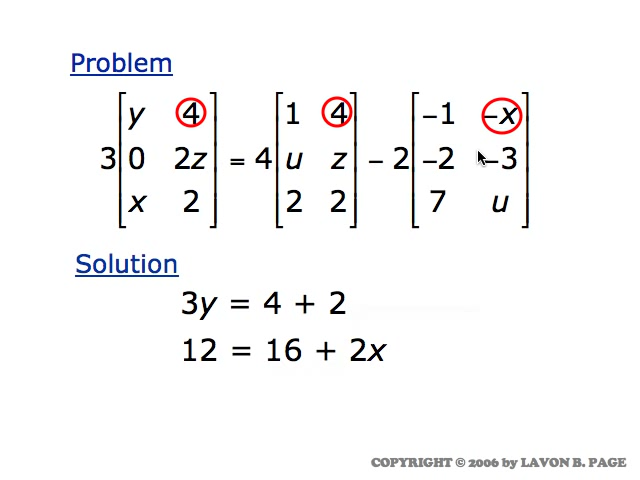 Problem
3 [ y 4 ] [ 1 4 ] [ −1 −x ]
3 [ 0 2z ] = 4 [ u z ] − 2 [ −2 −3 ]
[ x 2 ] [ 2 2 ] [ 7 u ]
Solution
3y = 4 + 2
12 = 16 + 2x
COPYRIGHT © 2006 by LAVON B. PAGE